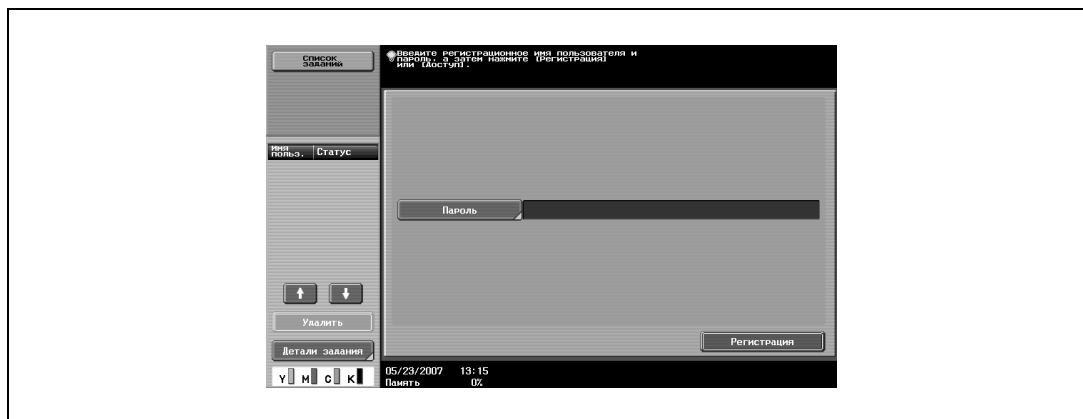 Список
заданий
Введите регистрационное имя пользователя и
пароль, а затем нажмите [Регистрация]
или [Доступ].
Имя
польз.
Статус
Пароль
Удалить
Детали задания
Регистрация
Y M C K
05/23/2007 13:15
Память 0%